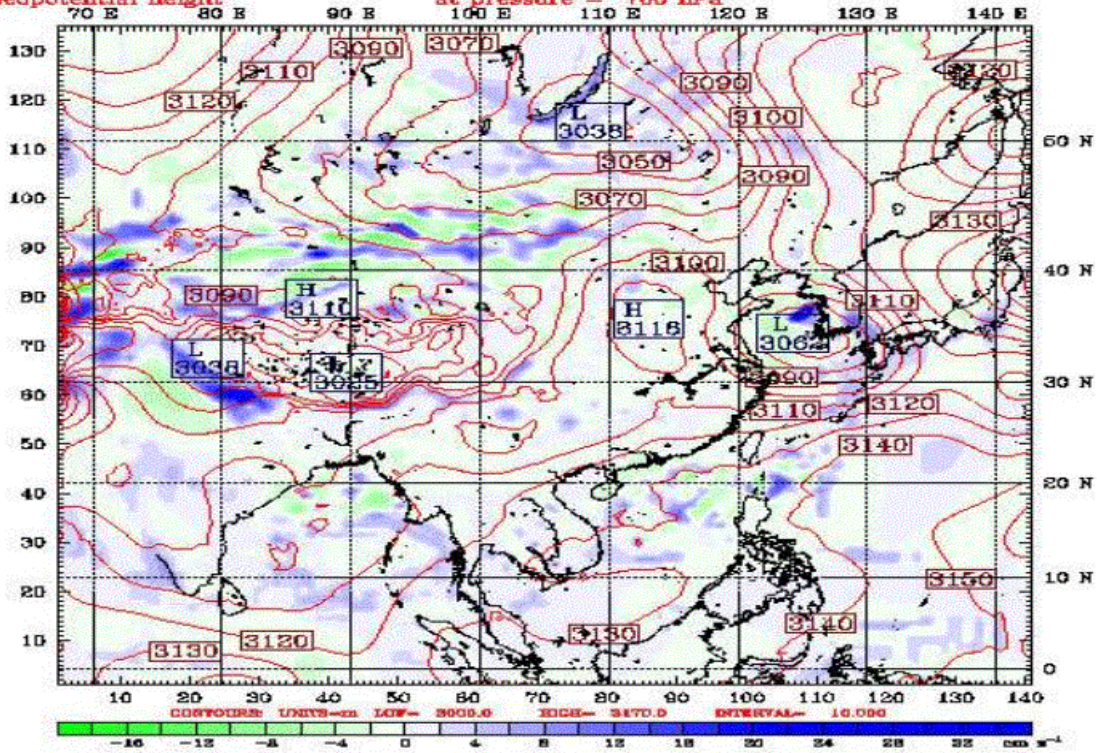 Geopotential Height at pressure = 700 hPa
70 E 80 E 90 E 100 E 110 E 120 E 130 E 140 E
130
3090
3070
3110
3120
3090
120
L
3038
3100
50 N
110
3050
3090
100
3070
3130
90
3100
40 N
80
3090
H
3110
H
3116
3110
L
306
70
L
3038
3025
3090
30 N
60
3110
3120
50
3140
40
20 N
30
10 N
3150
20
10
3120
3130
3130
3140
0
10 20 30 40 50 60 70 80 90 100 110 120 130 140
CONTOURS: UNITS=m LOW= 3000.0 HIGH= 3170.0 INTERVAL= 10.000
-16 -12 -8 -4 0 4 8 12 18 20 24 28 32 cm s⁻¹